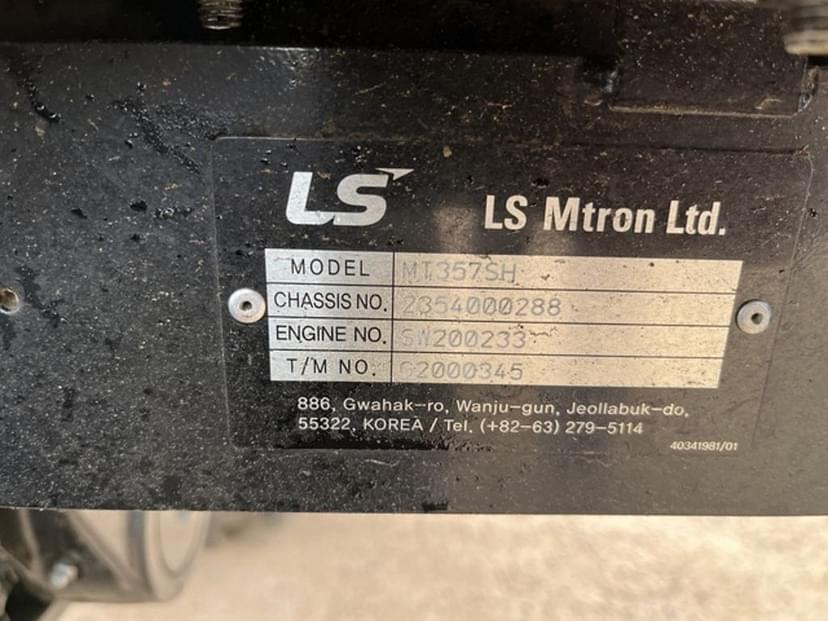 LS
LS Mtron Ltd.
MODEL MT357SH
CHASSIS NO. 2354000288
ENGINE NO. SW200233
T/M NO.
886, Gwahak-ro, Wanju-gun, Jeollabuk-do,
55322, KOREA / Tel. (+82-63) 279-5114
40341981/01